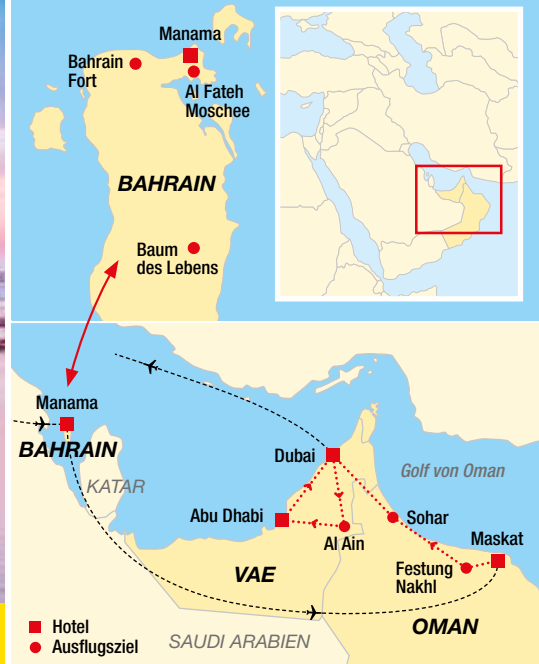 Manama
Bahrain
Fort
Al Fateh
Moschee
BAHRAIN
Baum
des Lebens
Manama
BAHRAIN
KATAR
Dubai
Golf von Oman
Abu Dhabi
Sohar
Al Ain
Maskat
Festung
Nakhl
VAE
OMAN
SAUDI ARABIEN
Hotel
Ausflugsziel